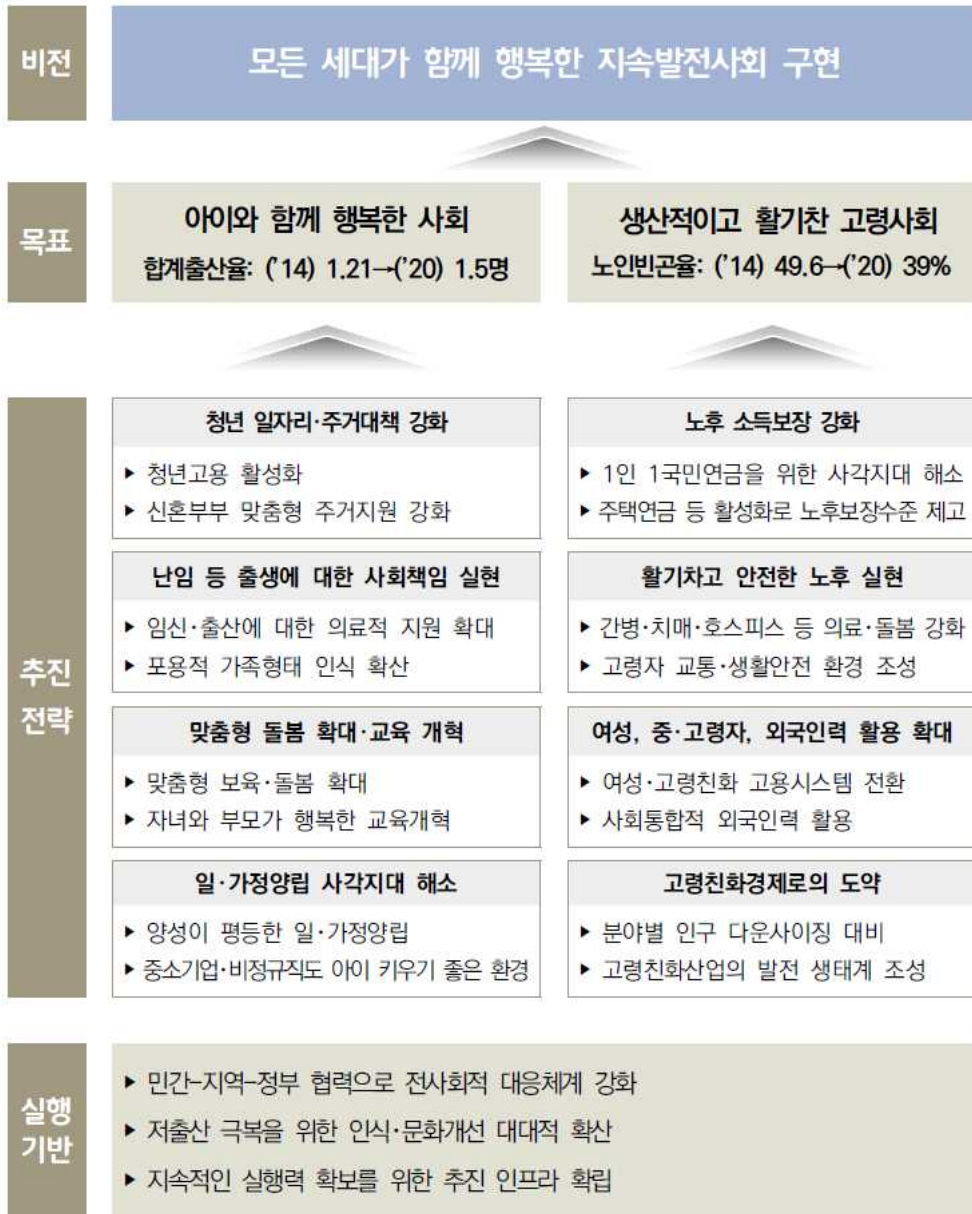 비전
모든 세대가 함께 행복한 지속발전사회 구현
목표
아이와 함께 행복한 사회
합계출산율: ('14) 1.21→('20) 1.5명
생산적이고 활기찬 고령사회
노인빈곤율: ('14) 49.6→('20) 39%
추진
전략
청년 일자리·주거대책 강화
▶ 청년고용 활성화
▶ 신혼부부 맞춤형 주거지원 강화
난임 등 출생에 대한 사회책임 실현
▶ 임신·출산에 대한 의료적 지원 확대
▶ 포용적 가족형태 인식 확산
맞춤형 돌봄 확대·교육 개혁
▶ 맞춤형 보육·돌봄 확대
▶ 자녀와 부모가 행복한 교육개혁
일·가정양립 사각지대 해소
▶ 양성이 평등한 일·가정양립
▶ 중소기업·비정규직도 아이 키우기 좋은 환경
노후 소득보장 강화
▶ 1인 1국민연금을 위한 사각지대 해소
▶ 주택연금 등 활성화로 노후보장수준 제고
활기차고 안전한 노후 실현
▶ 간병·치매·호스피스 등 의료·돌봄 강화
▶ 고령자 교통·생활안전 환경 조성
여성, 중·고령자, 외국인력 활용 확대
▶ 여성·고령친화 고용시스템 전환
▶ 사회통합적 외국인력 활용
고령친화경제로의 도약
▶ 분야별 인구 다운사이징 대비
▶ 고령친화산업의 발전 생태계 조성
실행
기반
▶ 민간-지역-정부 협력으로 전사회적 대응체계 강화
▶ 저출산 극복을 위한 인식·문화개선 대대적 확산
▶ 지속적인 실행력 확보를 위한 추진 인프라 확립